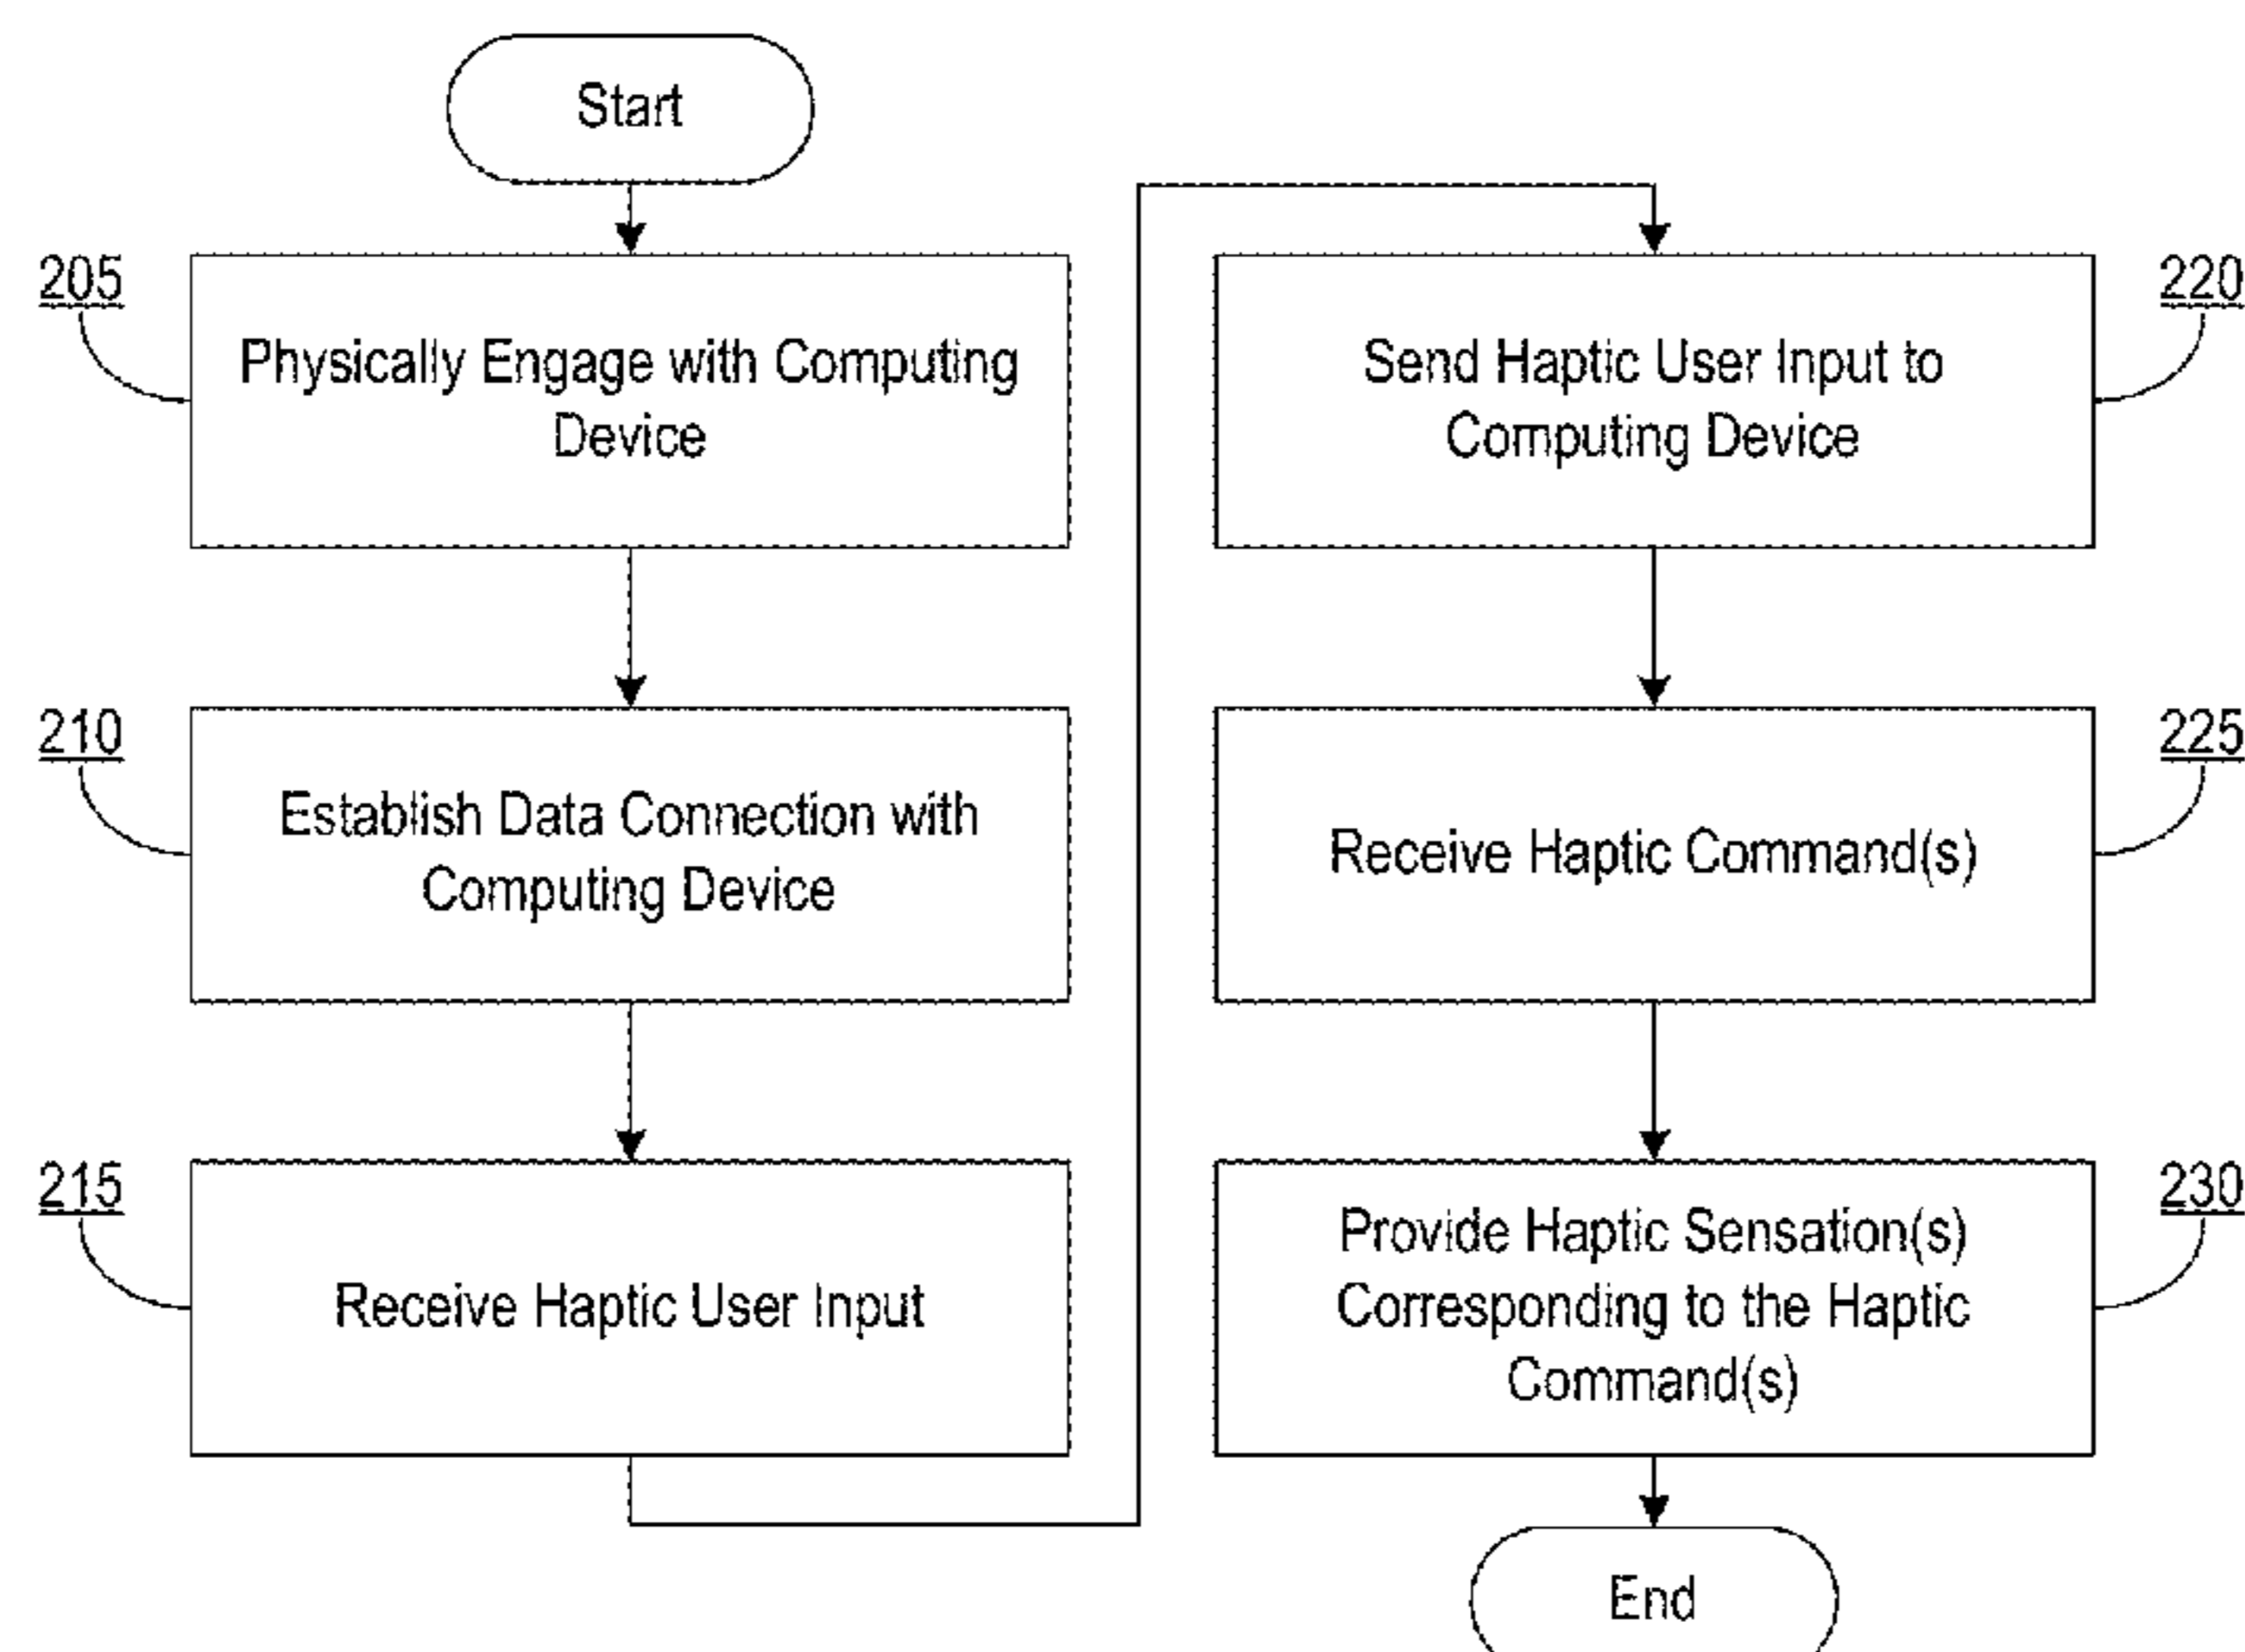 Start
205
Physically Engage with Computing
Device
210
Establish Data Connection with
Computing Device
215
Receive Haptic User Input
220
Send Haptic User Input to
Computing Device
225
Receive Haptic Command(s)
230
Provide Haptic Sensation(s)
Corresponding to the Haptic
Command(s)
End